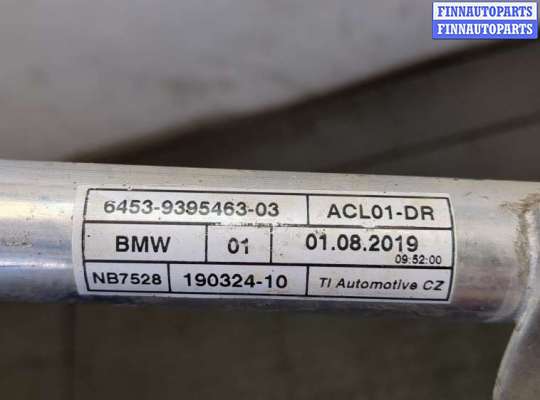 FINNAUTOPARTS
FINNAUTOPARTS
6453-9395463-03 ACL01-DR
BMW 01 01.08.2019
09:52:00
NB7528 190324-10 TI Automotive CZ